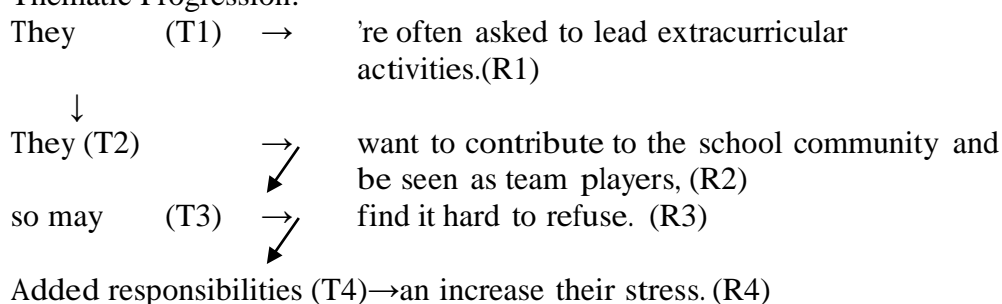 Thematic Progression:
They (T1) → 're often asked to lead extracurricular
activities.(R1)
↓
They (T2) → want to contribute to the school community and
be seen as team players, (R2)
so may (T3) → find it hard to refuse. (R3)
Added responsibilities (T4)→an increase their stress. (R4)